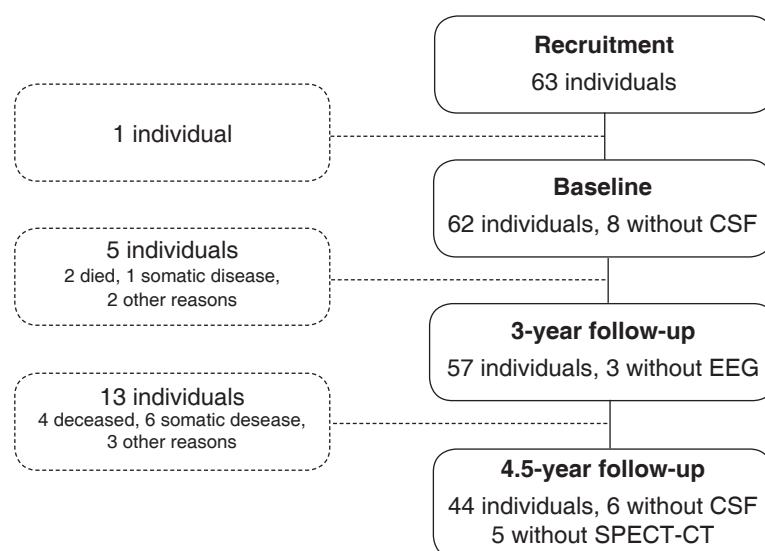 Recruitment
63 individuals
1 individual
Baseline
62 individuals, 8 without CSF
5 individuals
2 died, 1 somatic disease,
2 other reasons
3-year follow-up
57 individuals, 3 without EEG
13 individuals
4 deceased, 6 somatic desease,
3 other reasons
4.5-year follow-up
44 individuals, 6 without CSF
5 without SPECT-CT